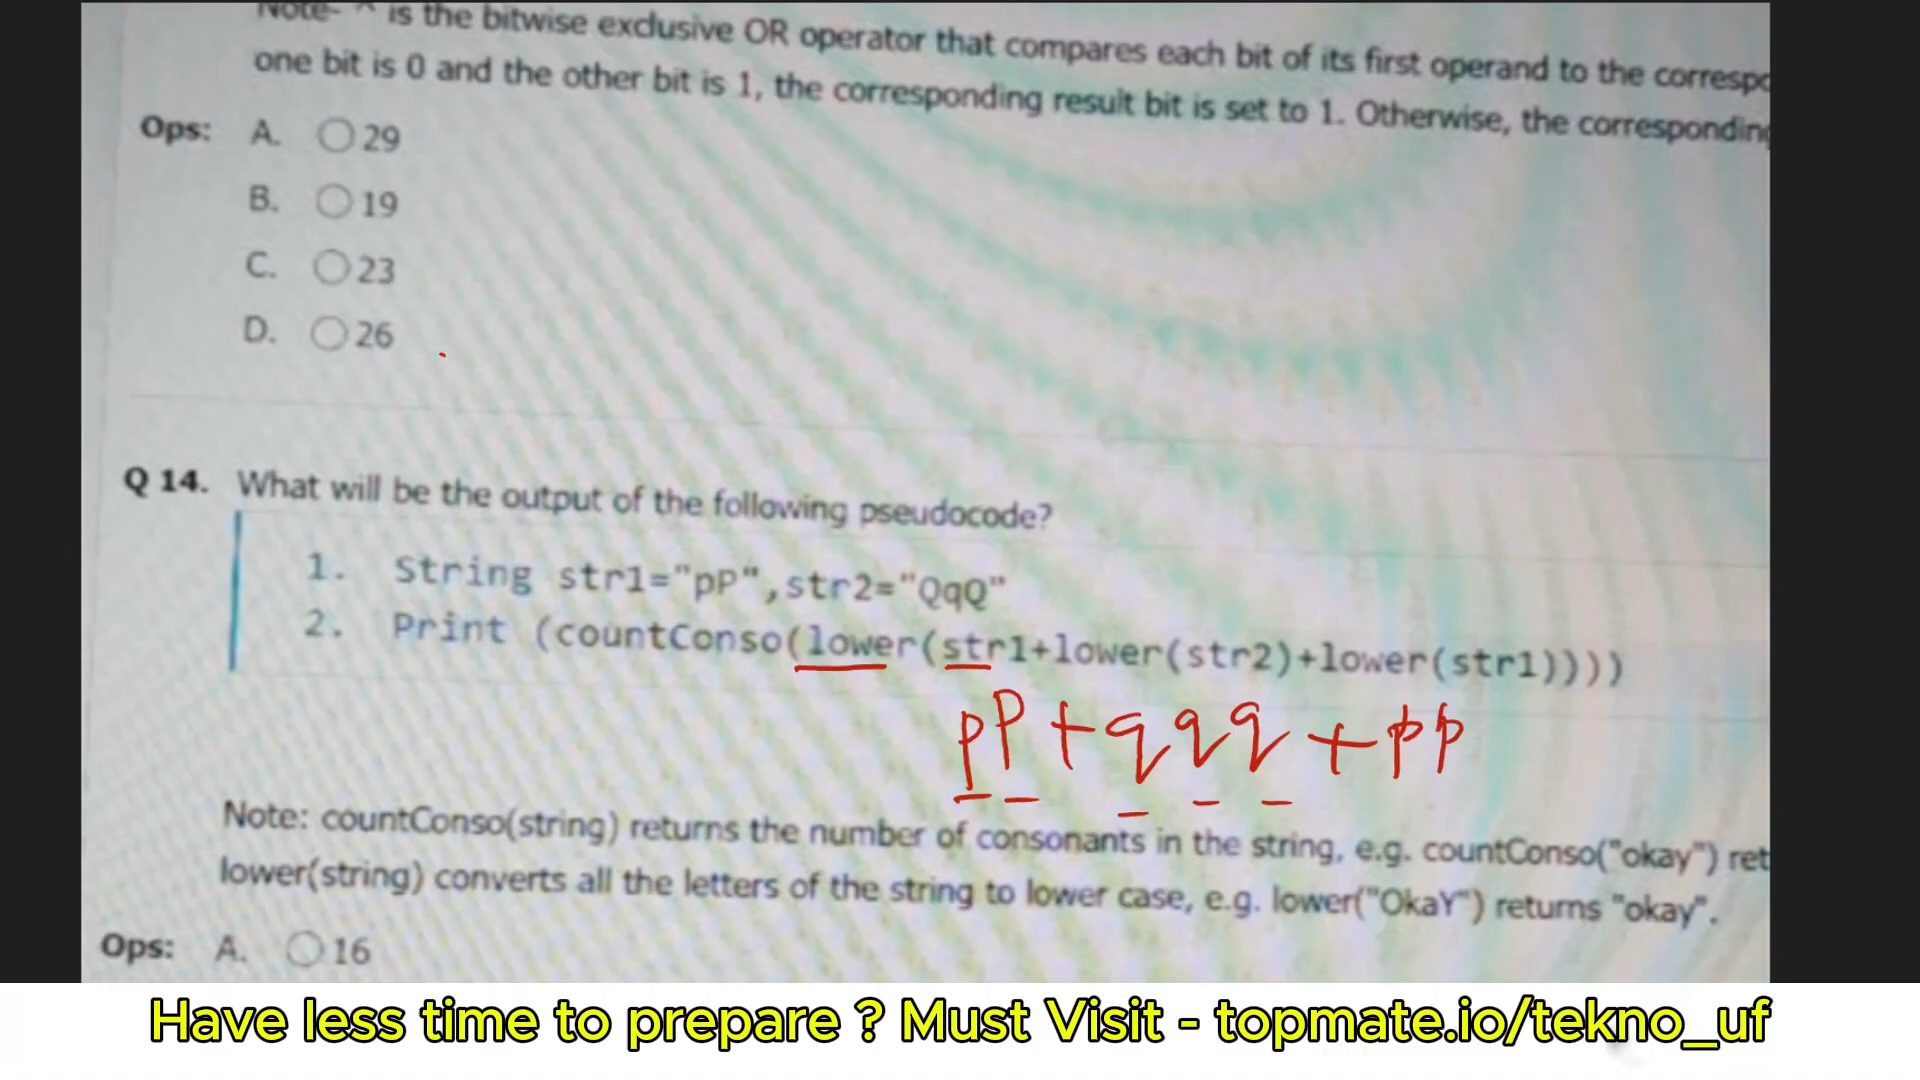 Note- ^ is the bitwise exclusive OR operator that compares each bit of its first operand to the correspo
one bit is 0 and the other bit is 1, the corresponding result bit is set to 1. Otherwise, the corresponding
Ops: A. 29
B. 19
C. 23
D. 26
Q 14. What will be the output of the following pseudocode?
1. String str1="pP",str2="QqQ"
2. Print (countConso(lower(str1+lower(str2)+lower(str1))))
pP+qqq+pp
Note: countConso(string) returns the number of consonants in the string, e.g. countConso("okay") ret
lower(string) converts all the letters of the string to lower case, e.g. lower("OkaY") returns "okay".
Ops: A. 16
Have less time to prepare ? Must Visit - topmate.io/tekno_uf